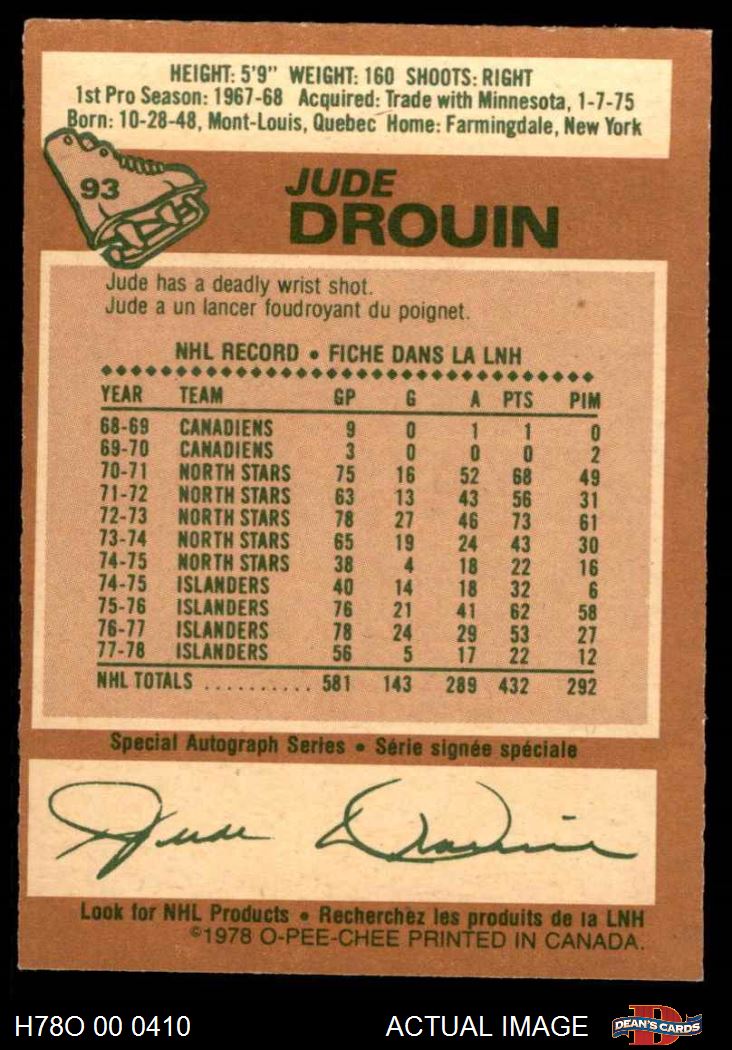 HEIGHT: 5'9" WEIGHT: 160 SHOOTS: RIGHT
1st Pro Season: 1967-68 Acquired: Trade with Minnesota, 1-7-75
Born: 10-28-48, Mont-Louis, Quebec Home: Farmingdale, New York
93
JUDE
DROUIN
Jude has a deadly wrist shot.
Jude a un lancer foudroyant du poignet.
NHL RECORD • FICHE DANS LA LNH
YEAR TEAM GP G A PTS PIM
68-69 CANADIENS 9 0 1 1 0
69-70 CANADIENS 3 0 0 0 2
70-71 NORTH STARS 75 16 52 68 49
71-72 NORTH STARS 63 13 43 56 31
72-73 NORTH STARS 78 27 46 73 61
73-74 NORTH STARS 65 19 24 43 30
74-75 NORTH STARS 38 4 18 22 16
74-75 ISLANDERS 40 14 18 32 6
75-76 ISLANDERS 76 21 41 62 58
76-77 ISLANDERS 78 24 29 53 27
77-78 ISLANDERS 56 5 17 22 12
NHL TOTALS .......... 581 143 289 432 292
Special Autograph Series • Série signée spéciale
Jude Drouin
Look for NHL Products • Recherchez les produits de la LNH
©1978 O-PEE-CHEE PRINTED IN CANADA.
H78O 00 0410 ACTUAL IMAGE DEAN'S CARDS